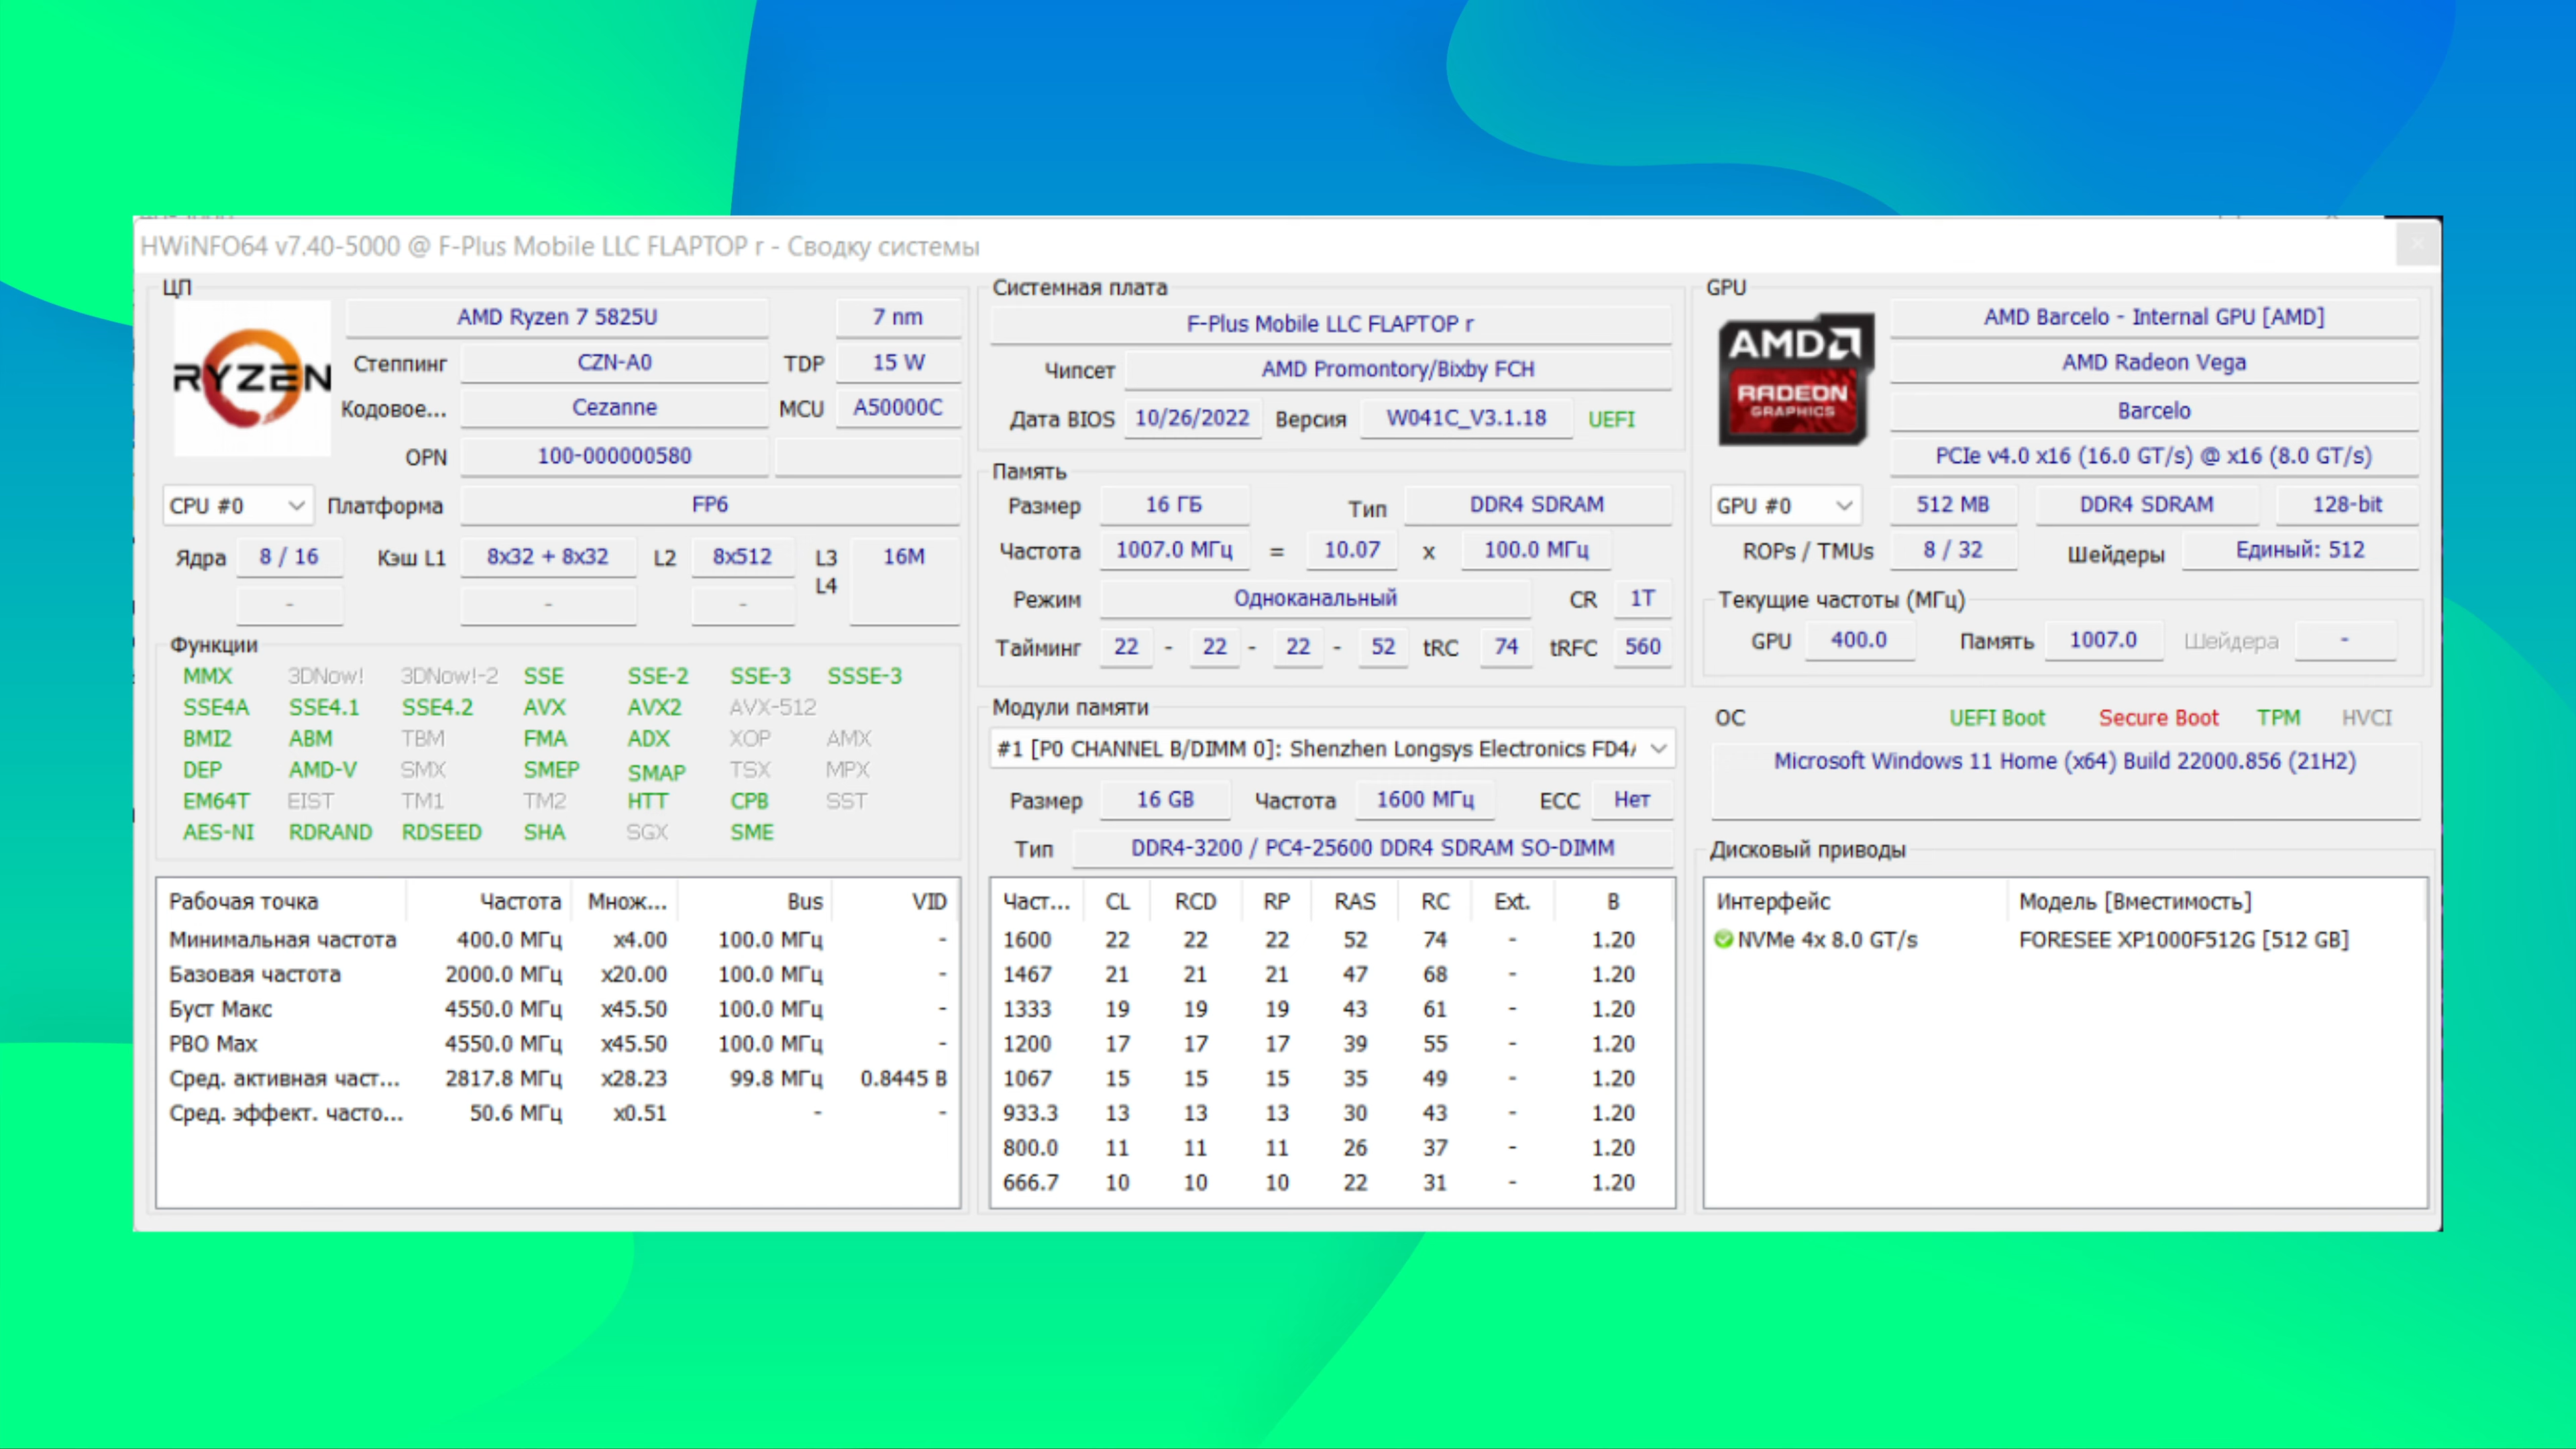 HWiNFO64 v7.40-5000 @ F-Plus Mobile LLC FLAPTOP r - Сводку системы
ЦП
RYZEN
AMD Ryzen 7 5825U 7 nm
Степпинг CZN-A0 TDP 15 W
Кодовое... Cezanne MCU A50000C
OPN 100-000000580
CPU #0 Платформа FP6
Ядра 8 / 16 Кэш L1 8x32 + 8x32 L2 8x512 L3 16M
- - - L4
Функции
MMX 3DNow! 3DNow!-2 SSE SSE-2 SSE-3 SSSE-3
SSE4A SSE4.1 SSE4.2 AVX AVX2 AVX-512
BMI2 ABM TBM FMA ADX XOP AMX
DEP AMD-V SMX SMEP SMAP TSX MPX
EM64T EIST TM1 TM2 HTT CPB SST
AES-NI RDRAND RDSEED SHA SGX SME
Рабочая точка Частота Множ... Bus VID
Минимальная частота 400.0 МГц x4.00 100.0 МГц -
Базовая частота 2000.0 МГц x20.00 100.0 МГц -
Буст Макс 4550.0 МГц x45.50 100.0 МГц -
PBO Max 4550.0 МГц x45.50 100.0 МГц -
Сред. активная част... 2817.8 МГц x28.23 99.8 МГц 0.8445 В
Сред. эффект. часто... 50.6 МГц x0.51 - -
Системная плата
F-Plus Mobile LLC FLAPTOP r
Чипсет AMD Promontory/Bixby FCH
Дата BIOS 10/26/2022 Версия W041C_V3.1.18 UEFI
Память
Размер 16 ГБ Тип DDR4 SDRAM
Частота 1007.0 МГц = 10.07 x 100.0 МГц
Режим Одноканальный CR 1T
Тайминг 22 - 22 - 22 - 52 tRC 74 tRFC 560
Модули памяти
#1 [P0 CHANNEL B/DIMM 0]: Shenzhen Longsys Electronics FD4/
Размер 16 GB Частота 1600 МГц ECC Нет
Тип DDR4-3200 / PC4-25600 DDR4 SDRAM SO-DIMM
Част... CL RCD RP RAS RC Ext. В
1600 22 22 22 52 74 - 1.20
1467 21 21 21 47 68 - 1.20
1333 19 19 19 43 61 - 1.20
1200 17 17 17 39 55 - 1.20
1067 15 15 15 35 49 - 1.20
933.3 13 13 13 30 43 - 1.20
800.0 11 11 11 26 37 - 1.20
666.7 10 10 10 22 31 - 1.20
GPU
AMD
RADEON
GRAPHICS
AMD Barcelo - Internal GPU [AMD]
AMD Radeon Vega
Barcelo
PCIe v4.0 x16 (16.0 GT/s) @ x16 (8.0 GT/s)
GPU #0 512 MB DDR4 SDRAM 128-bit
ROPs / TMUs 8 / 32 Шейдеры Единый: 512
Текущие частоты (МГц)
GPU 400.0 Память 1007.0 Шейдера -
ОС UEFI Boot Secure Boot TPM HVCI
Microsoft Windows 11 Home (x64) Build 22000.856 (21H2)
Дисковый приводы
Интерфейс Модель [Вместимость]
NVMe 4x 8.0 GT/s FORESEE XP1000F512G [512 GB]